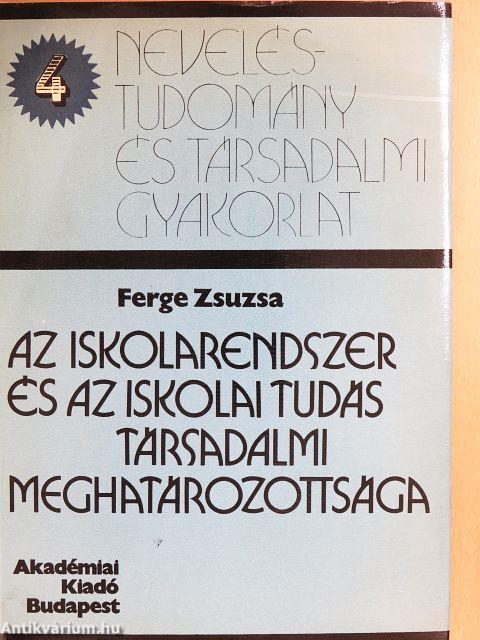 4
NEVELÉS-
TUDOMÁNY
ÉS TÁRSADALMI
GYAKORLAT
Ferge Zsuzsa
AZ ISKOLARENDSZER
ÉS AZ ISKOLAI TUDÁS
TÁRSADALMI
MEGHATÁROZOTTSÁGA
Akadémiai
Kiadó
Budapest
Antikvárium.hu